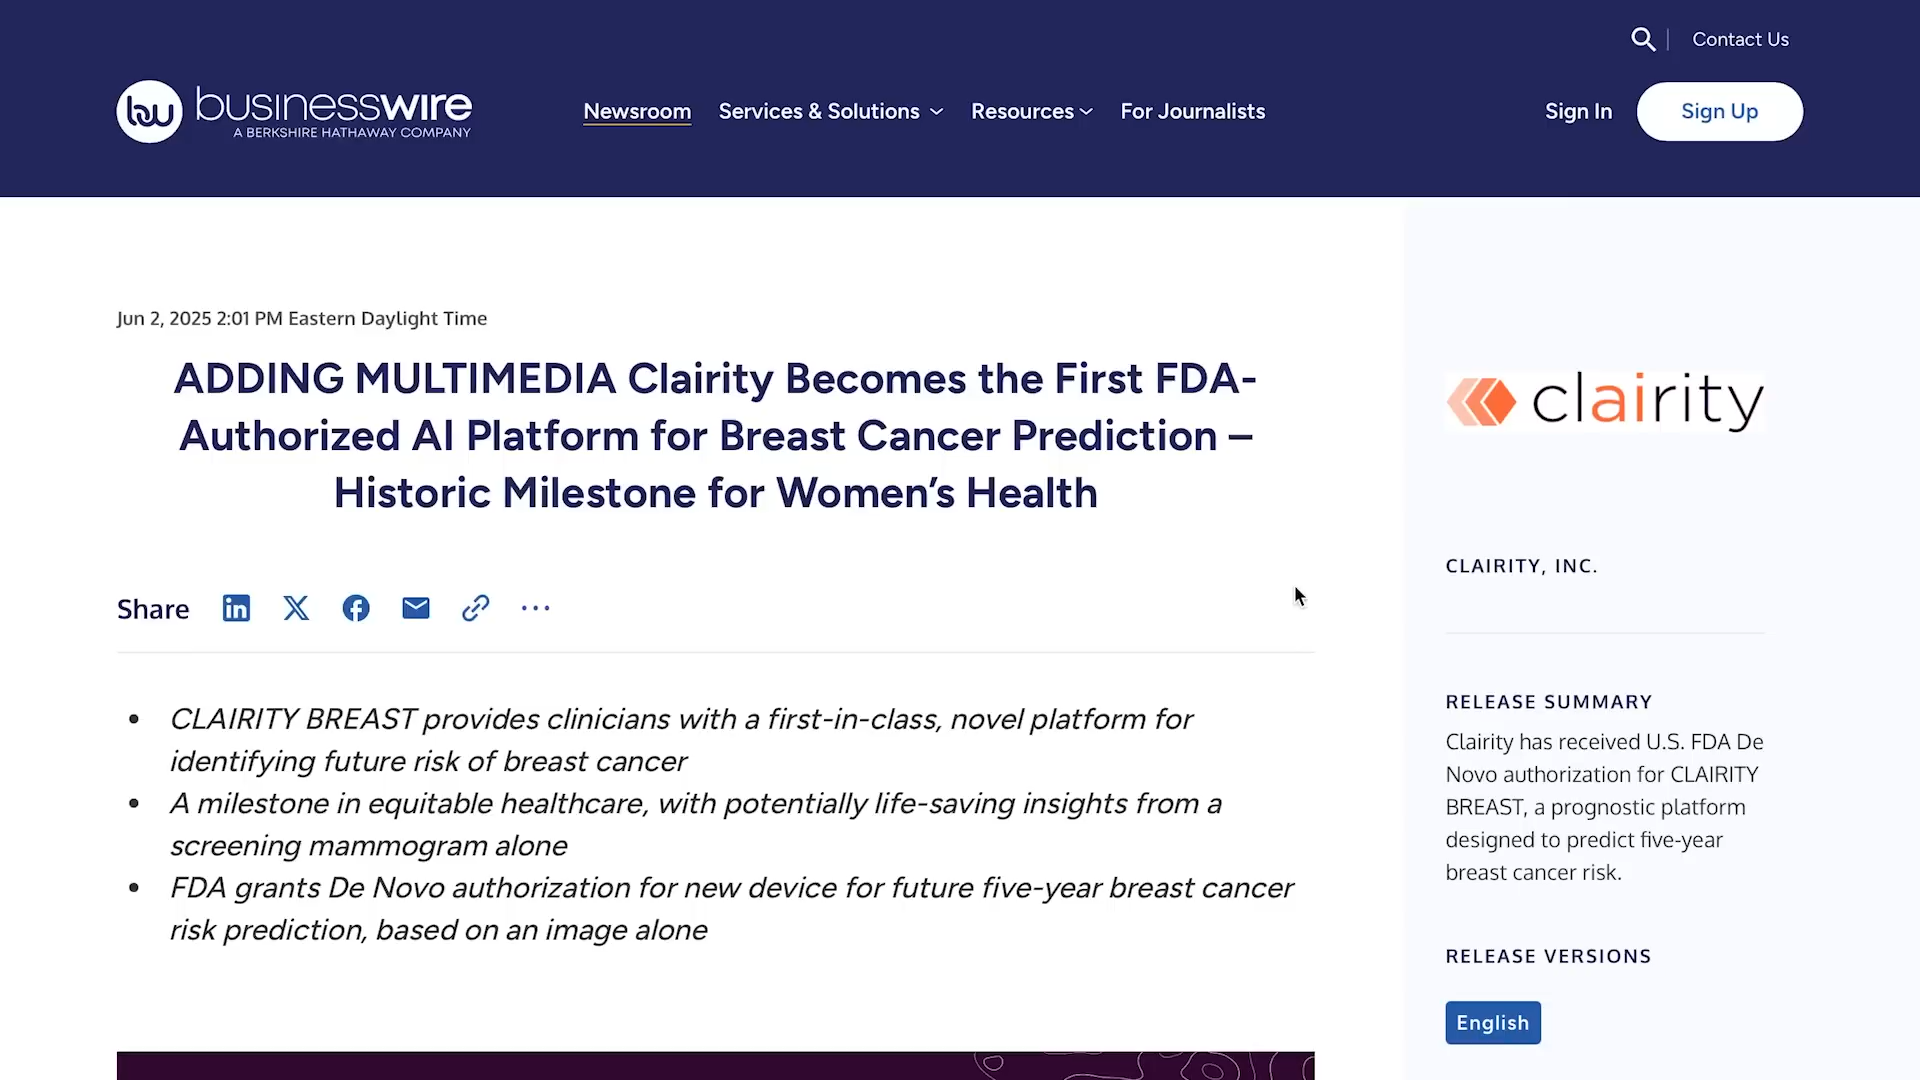 Contact Us
bw businesswire
A BERKSHIRE HATHAWAY COMPANY
Newsroom
Services & Solutions
Resources
For Journalists
Sign In
Sign Up
Jun 2, 2025 2:01 PM Eastern Daylight Time
ADDING MULTIMEDIA Clairity Becomes the First FDA-
Authorized AI Platform for Breast Cancer Prediction –
Historic Milestone for Women’s Health
Share
• CLAIRITY BREAST provides clinicians with a first-in-class, novel platform for
identifying future risk of breast cancer
• A milestone in equitable healthcare, with potentially life-saving insights from a
screening mammogram alone
• FDA grants De Novo authorization for new device for future five-year breast cancer
risk prediction, based on an image alone
clairity
CLAIRITY, INC.
RELEASE SUMMARY
Clairity has received U.S. FDA De
Novo authorization for CLAIRITY
BREAST, a prognostic platform
designed to predict five-year
breast cancer risk.
RELEASE VERSIONS
English